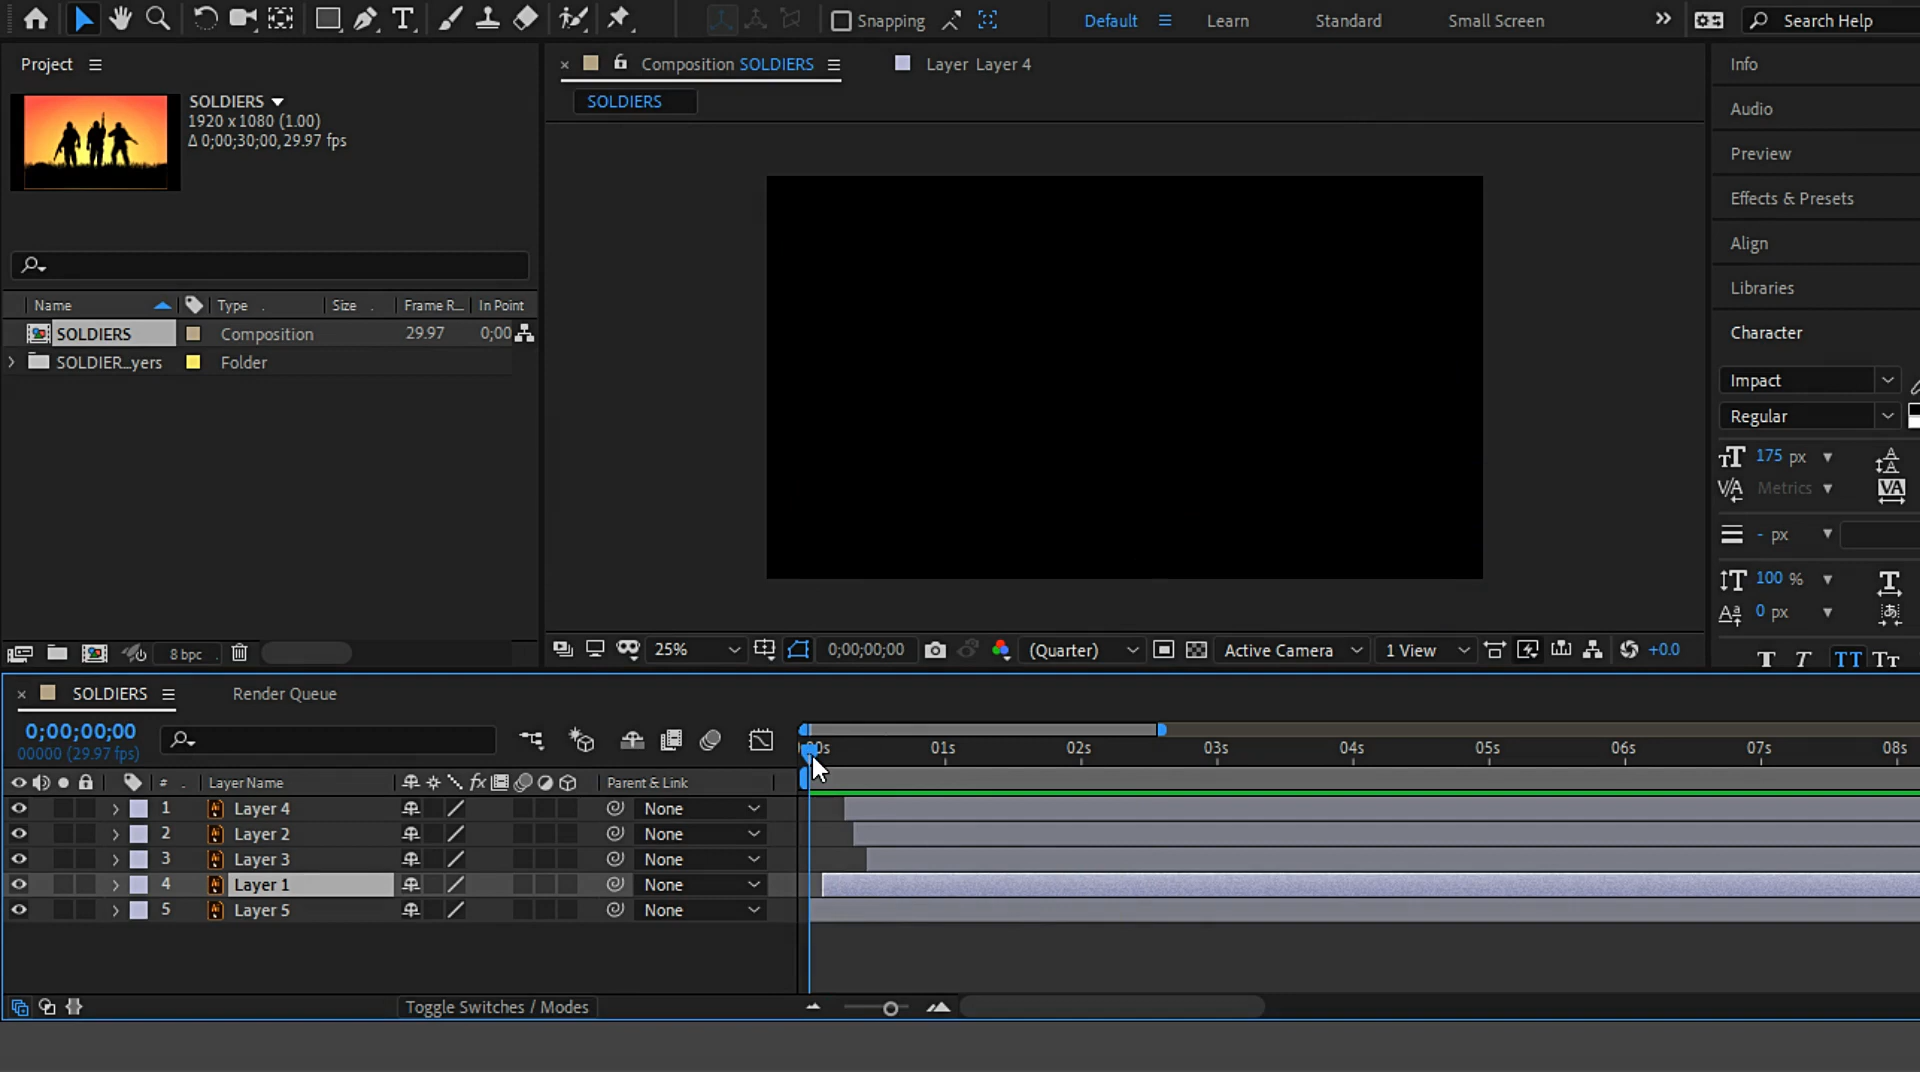 Snapping
Default
Learn
Standard
Small Screen
Search Help
Project
SOLDIERS
1920 x 1080 (1.00)
Δ 0;00;30;00, 29.97 fps
Name
Type
Size
Frame R...
In Point
SOLDIERS
Composition
29.97
0;00
SOLDIER...yers
Folder
8 bpc
Composition SOLDIERS
Layer Layer 4
SOLDIERS
25%
0;00;00;00
(Quarter)
Active Camera
1 View
+0.0
Info
Audio
Preview
Effects & Presets
Align
Libraries
Character
Impact
Regular
175 px
Metrics
- px
100 %
0 px
SOLDIERS
Render Queue
0;00;00;00
00000 (29.97 fps)
00s
01s
02s
03s
04s
05s
06s
07s
08s
# Layer Name
Parent & Link
1 Layer 4 None
2 Layer 2 None
3 Layer 3 None
4 Layer 1 None
5 Layer 5 None
Toggle Switches / Modes